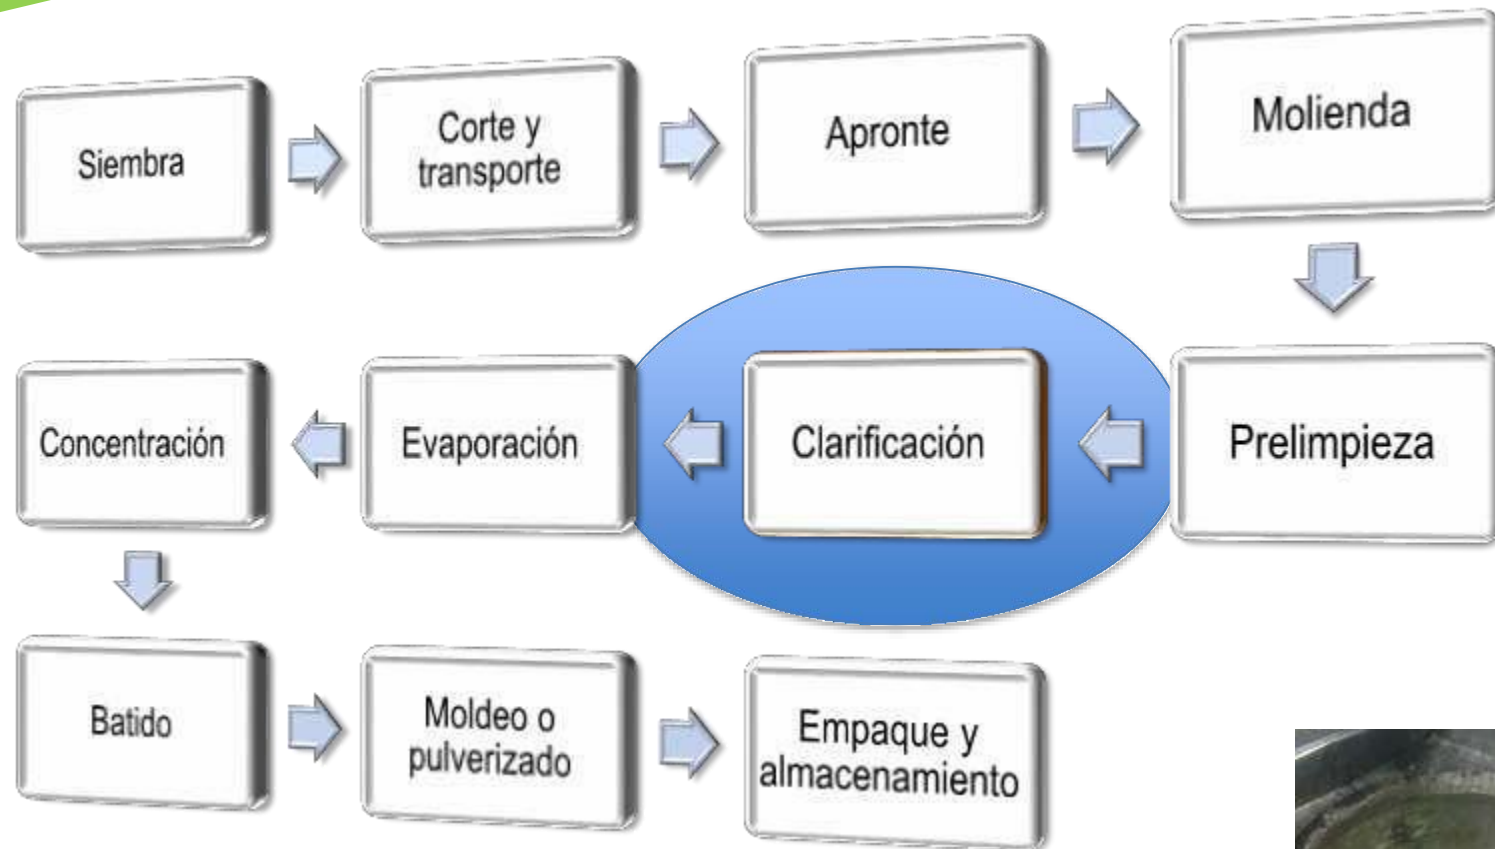 Siembra
Corte y
transporte
Apronte
Molienda
Prelimpieza
Clarificación
Evaporación
Concentración
Batido
Moldeo o
pulverizado
Empaque y
almacenamiento